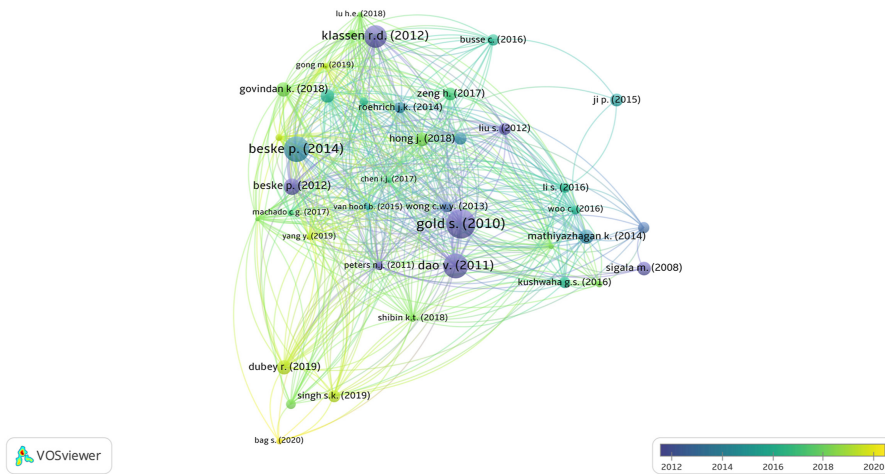 lu h.e. (2018)
klassen r.d. (2012)
busse c. (2016)
gong m. (2019)
govindan k. (2018)
zeng h. (2017)
ji p. (2015)
roehrich j.k. (2014)
liu s. (2012)
hong j. (2018)
beske p. (2014)
chen i.j. (2017)
beske p. (2012)
li s. (2016)
van hoof b. (2015)
wong c.w.y. (2013)
woo c. (2016)
machado c.g. (2017)
gold s. (2010)
yang y. (2019)
mathiyazhagan k. (2014)
peters n.j. (2011)
dao v. (2011)
sigala m. (2008)
kushwaha g.s. (2016)
shibin k.t. (2018)
dubey r. (2019)
singh s.k. (2019)
bag s. (2020)
VOSviewer
2012 2014 2016 2018 2020